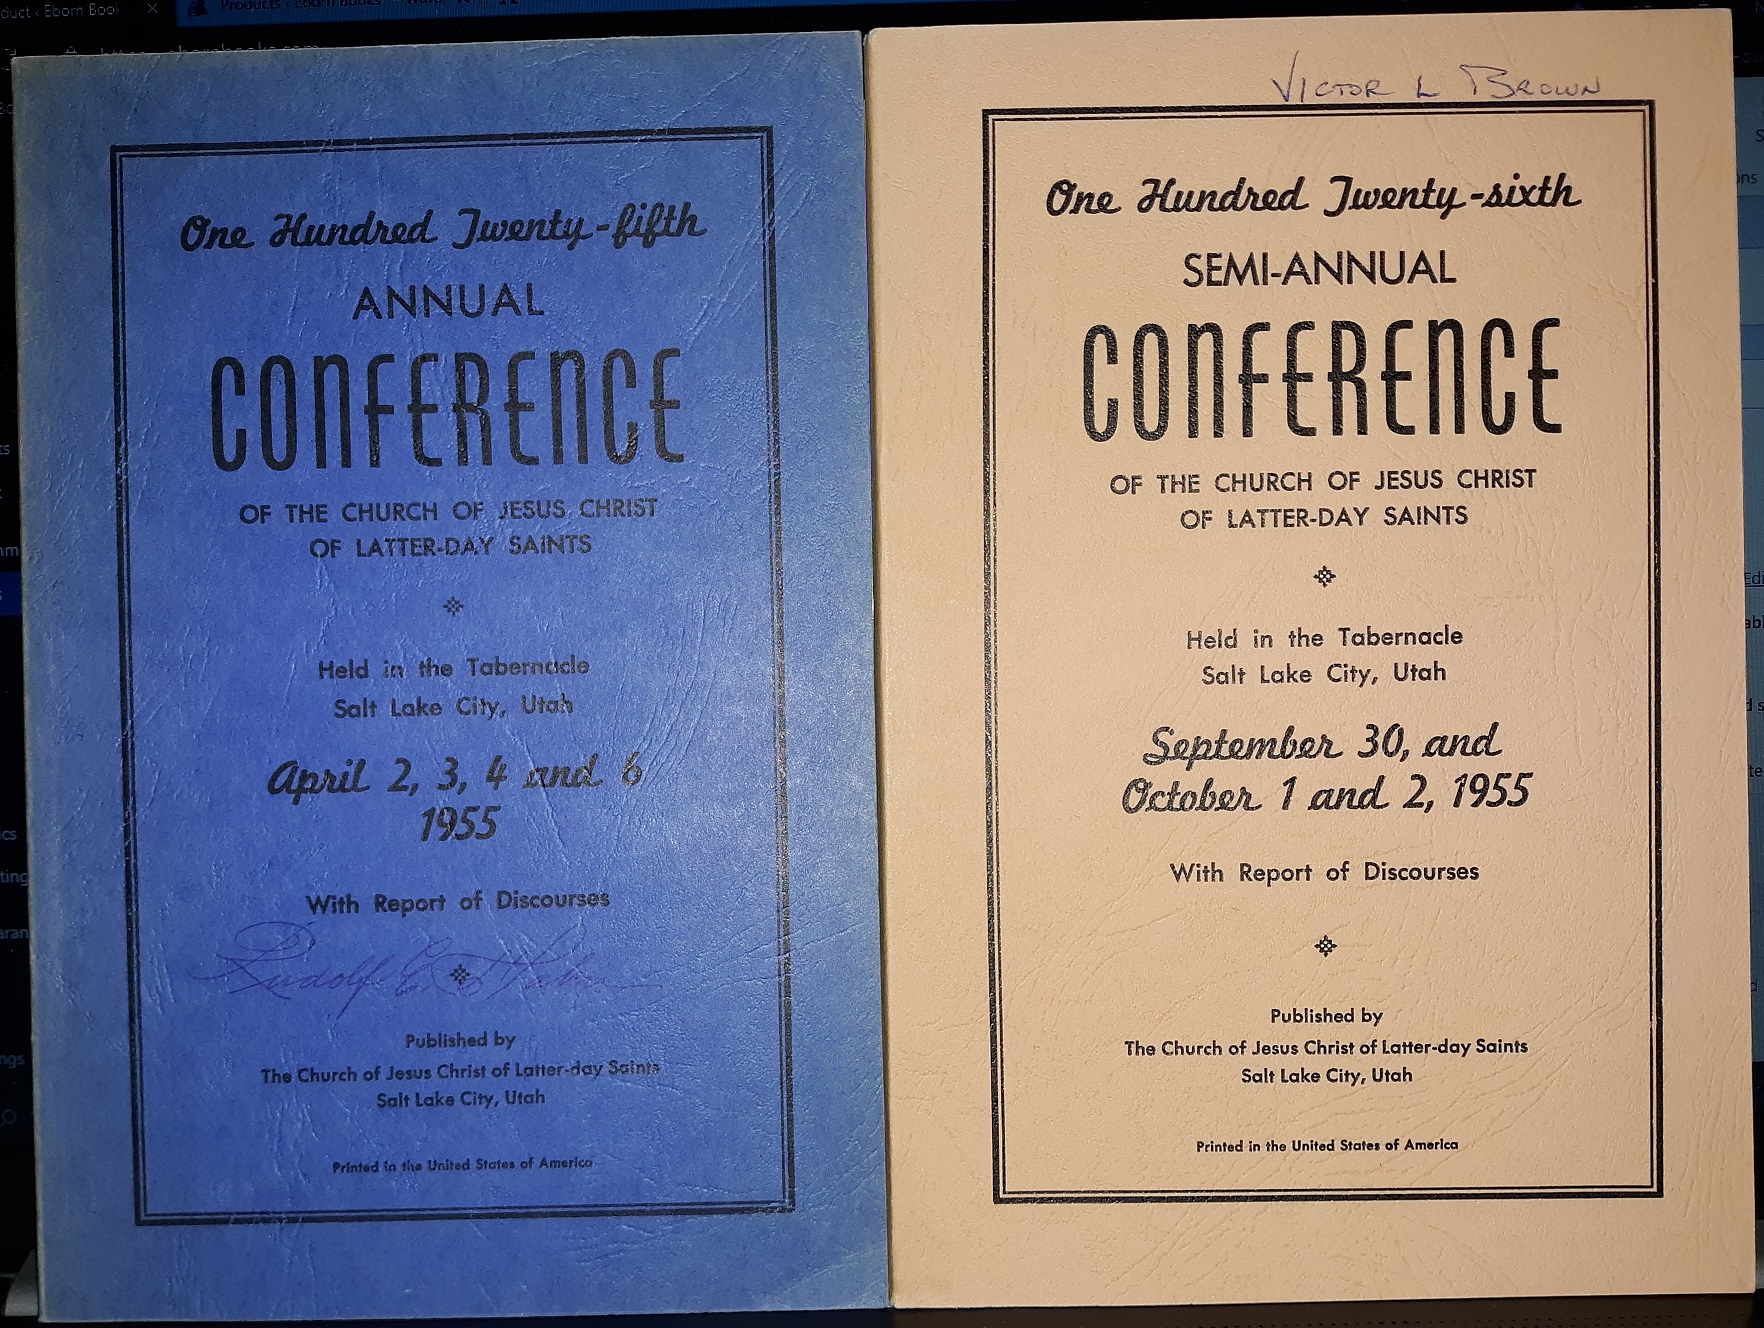 One Hundred Twenty-fifth
ANNUAL
CONFERENCE
OF THE CHURCH OF JESUS CHRIST
OF LATTER-DAY SAINTS
Held in the Tabernacle
Salt Lake City, Utah
April 2, 3, 4 and 6
1955
With Report of Discourses
Rudolf
Published by
The Church of Jesus Christ of Latter-day Saints
Salt Lake City, Utah
Printed in the United States of America
VICTOR L BROWN
One Hundred Twenty-sixth
SEMI-ANNUAL
CONFERENCE
OF THE CHURCH OF JESUS CHRIST
OF LATTER-DAY SAINTS
Held in the Tabernacle
Salt Lake City, Utah
September 30, and
October 1 and 2, 1955
With Report of Discourses
Published by
The Church of Jesus Christ of Latter-day Saints
Salt Lake City, Utah
Printed in the United States of America